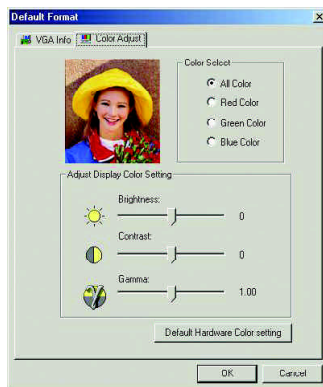 Default Format
VGA Info
Color Adjust
Color Select
All Color
Red Color
Green Color
Blue Color
Adjust Display Color Setting
Brightness:
0
Contrast:
0
Gamma:
1.00
Default Hardware Color setting
OK
Cancel